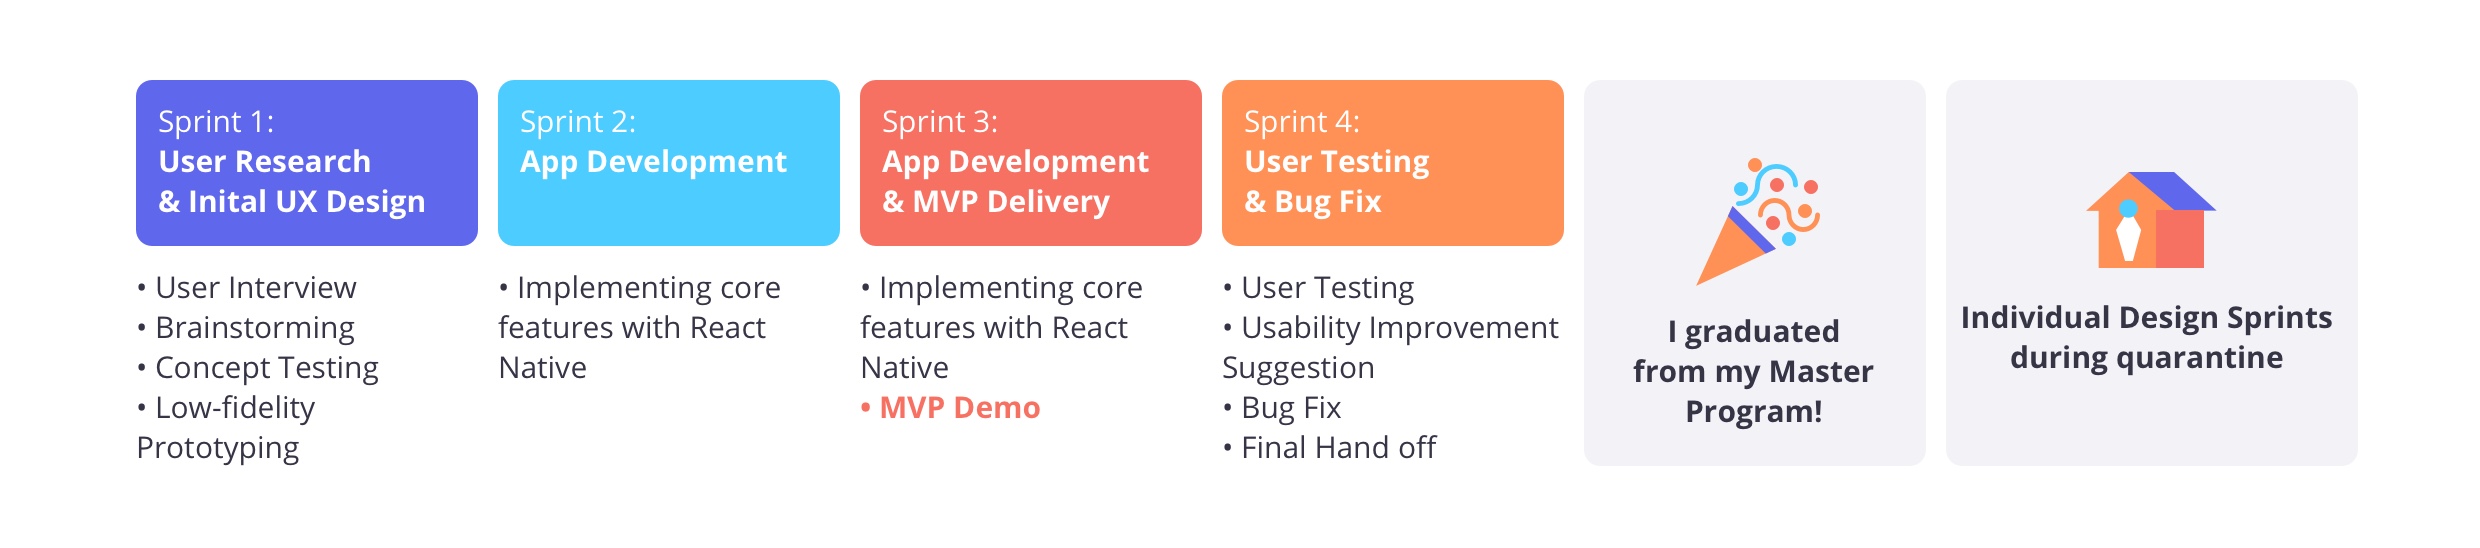 Sprint 1:
User Research
& Inital UX Design
• User Interview
• Brainstorming
• Concept Testing
• Low-fidelity
Prototyping
Sprint 2:
App Development
• Implementing core
features with React
Native
Sprint 3:
App Development
& MVP Delivery
• Implementing core
features with React
Native
• MVP Demo
Sprint 4:
User Testing
& Bug Fix
• User Testing
• Usability Improvement
Suggestion
• Bug Fix
• Final Hand off
I graduated
from my Master
Program!
Individual Design Sprints
during quarantine